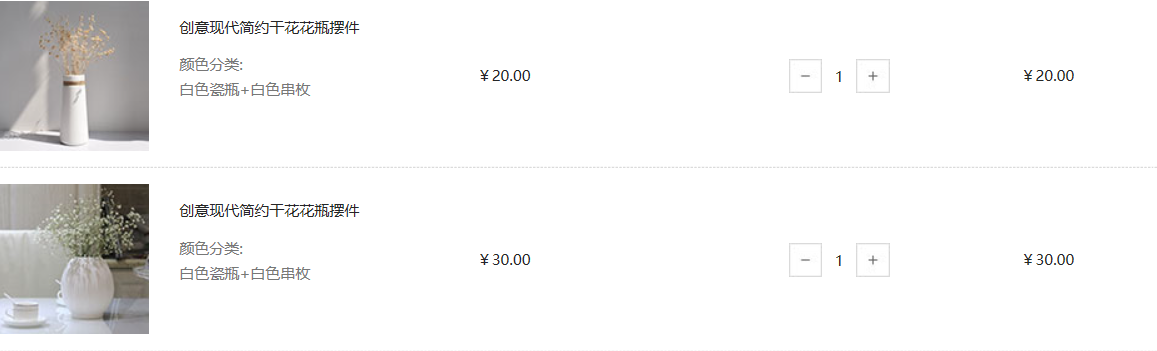 创意现代简约干花花瓶摆件
颜色分类:
白色瓷瓶+白色串枚
¥ 20.00
− 1 +
¥ 20.00
创意现代简约干花花瓶摆件
颜色分类:
白色瓷瓶+白色串枚
¥ 30.00
− 1 +
¥ 30.00